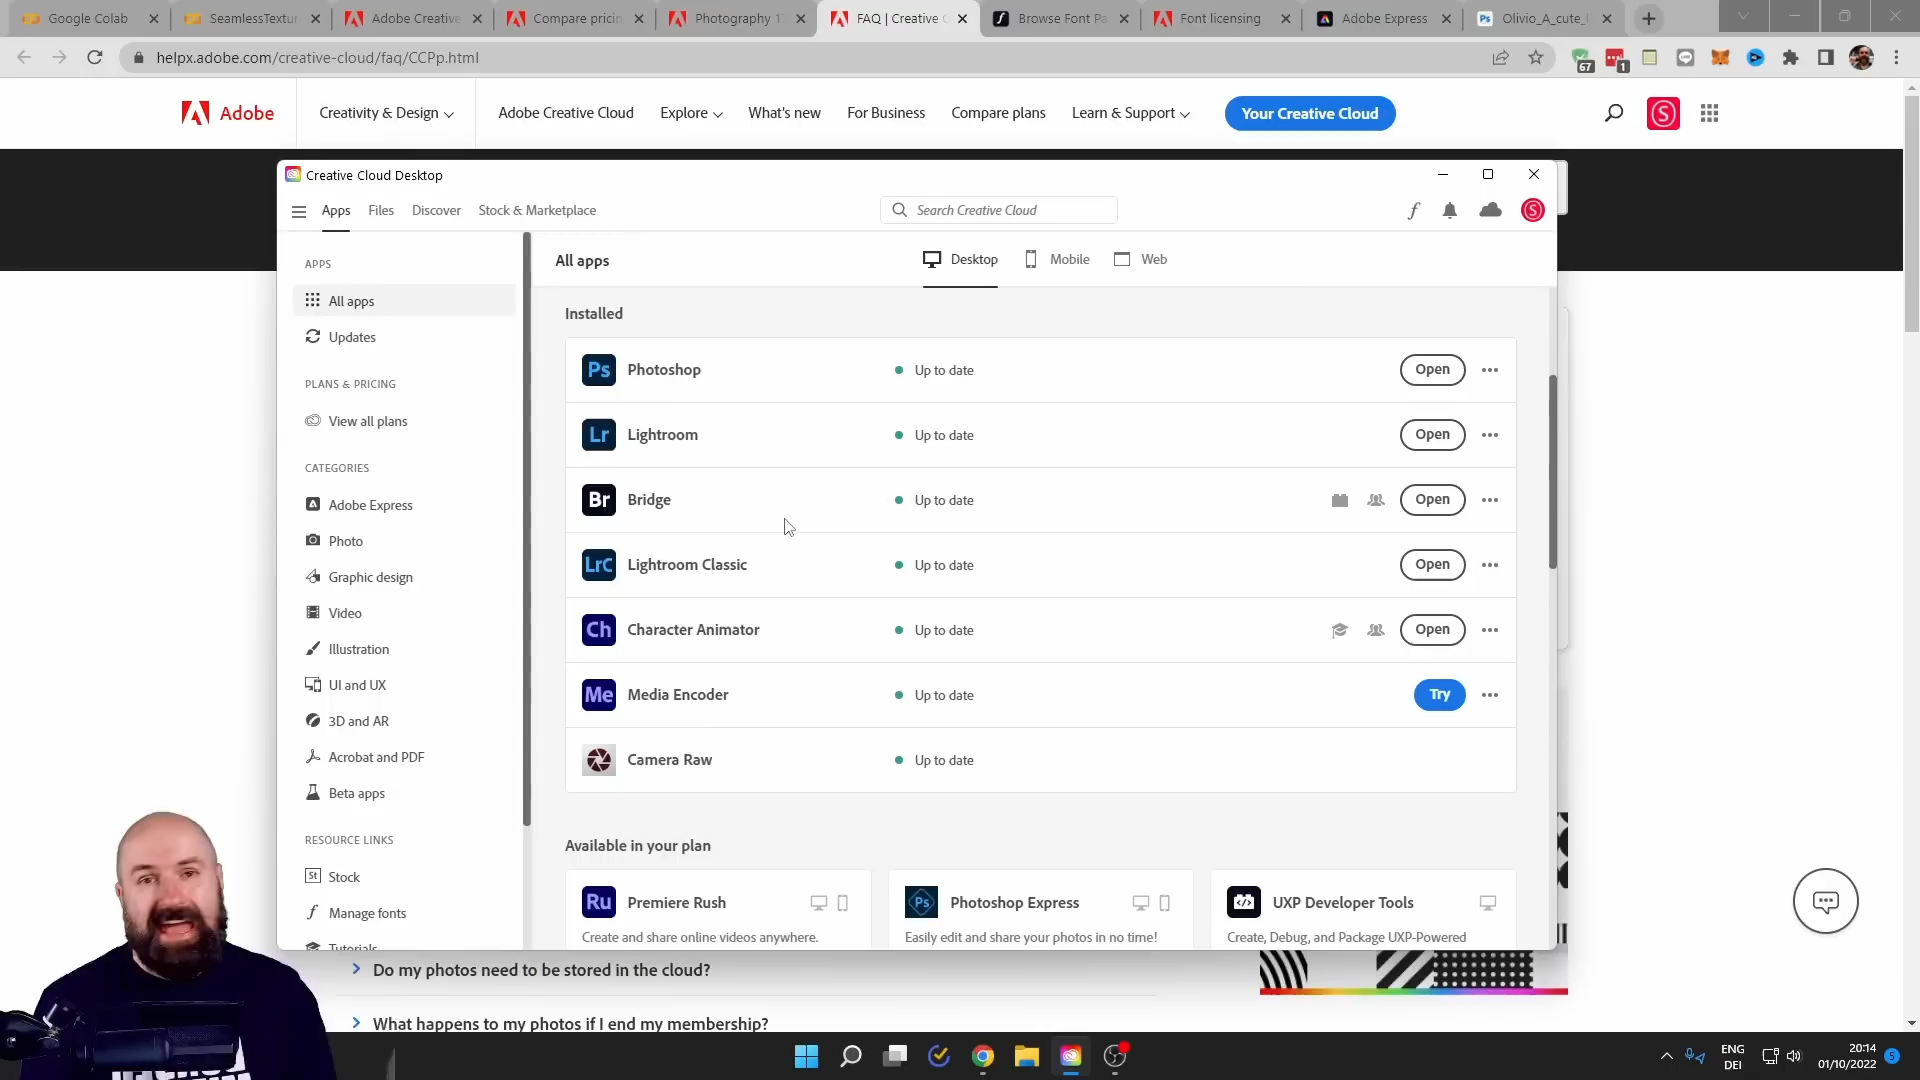 Google Colab
SeamlessTextur
Adobe Creative
Compare pricin
Photography 1
FAQ | Creative C
Browse Font Pa
Font licensing
Adobe Express
Olivio_A_cute_l
helpx.adobe.com/creative-cloud/faq/CCPp.html
67
1
Adobe
Creativity & Design
Adobe Creative Cloud
Explore
What's new
For Business
Compare plans
Learn & Support
Your Creative Cloud
Creative Cloud Desktop
Apps
Files
Discover
Stock & Marketplace
Search Creative Cloud
APPS
All apps
Updates
PLANS & PRICING
View all plans
CATEGORIES
Adobe Express
Photo
Graphic design
Video
Illustration
UI and UX
3D and AR
Acrobat and PDF
Beta apps
RESOURCE LINKS
St Stock
Manage fonts
Tutorials
All apps
Desktop
Mobile
Web
Installed
Ps Photoshop Up to date Open
Lr Lightroom Up to date Open
Br Bridge Up to date Open
LrC Lightroom Classic Up to date Open
Ch Character Animator Up to date Open
Me Media Encoder Up to date Try
Camera Raw Up to date
Available in your plan
Ru Premiere Rush
Create and share online videos anywhere.
Ps Photoshop Express
Easily edit and share your photos in no time!
UXP Developer Tools
Create, Debug, and Package UXP-Powered
Do my photos need to be stored in the cloud?
What happens to my photos if I end my membership?
ENG
DEI
20:14
01/10/2022
5